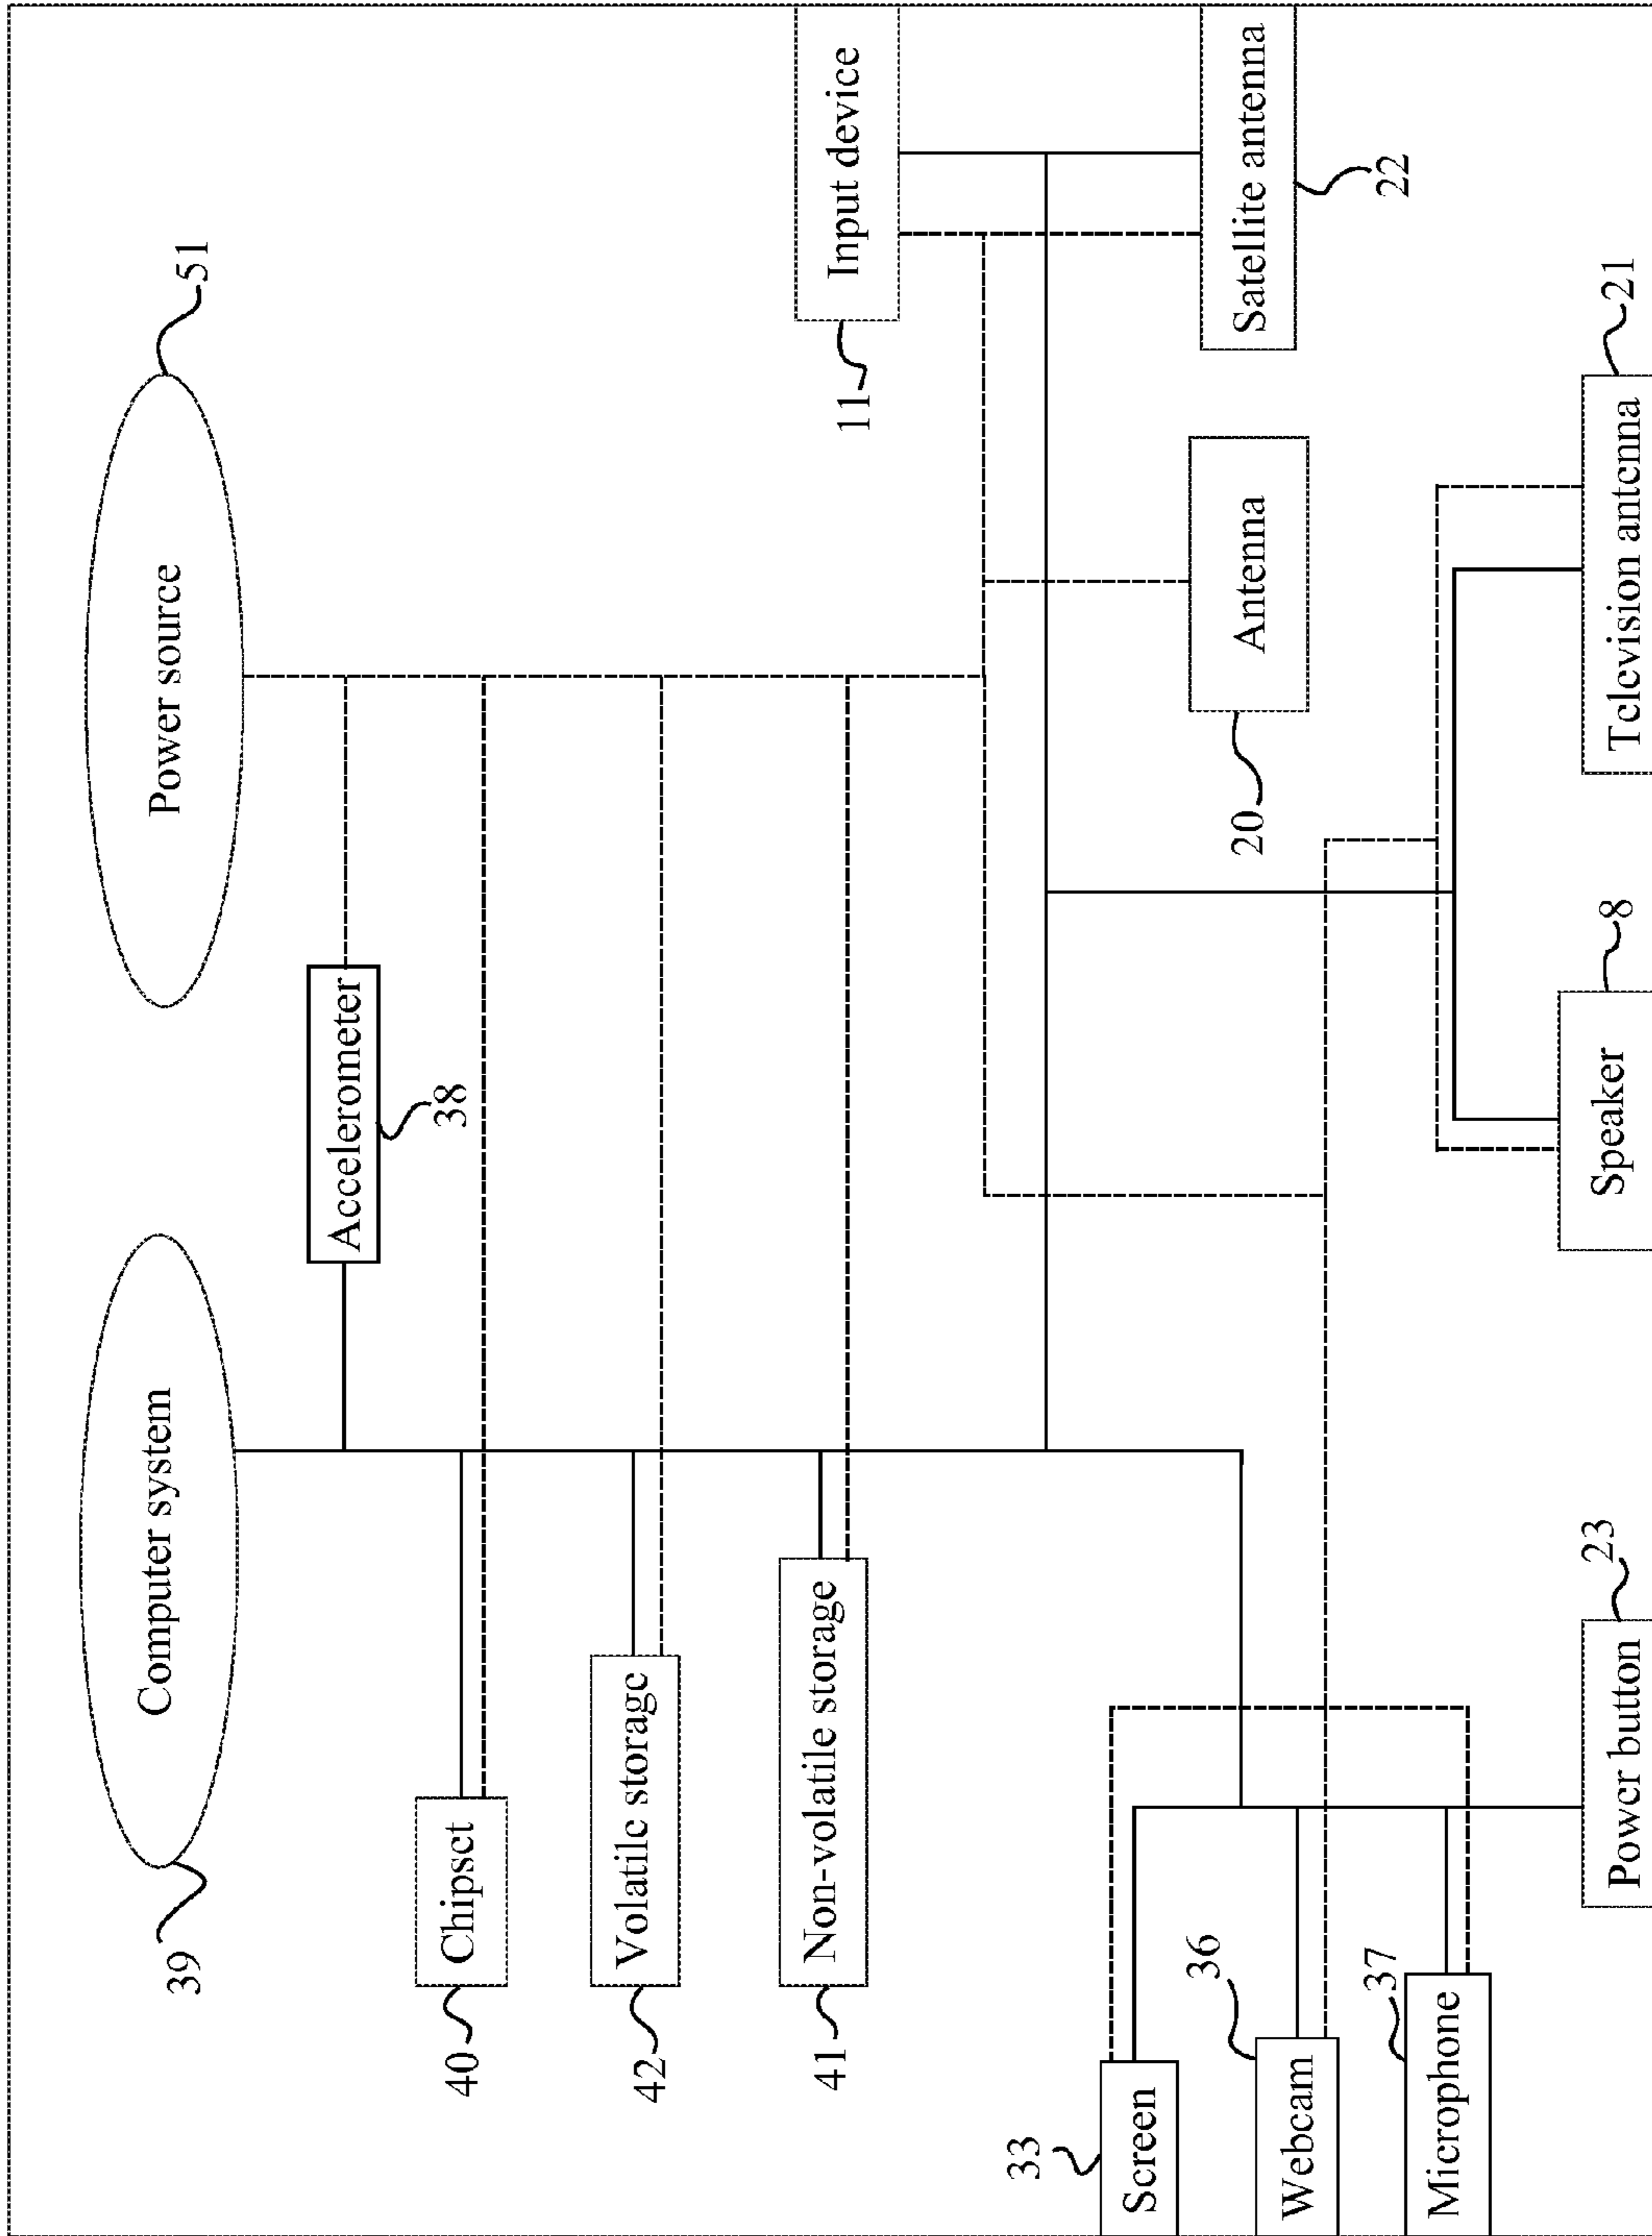 39
Computer system
Power source
51
Accelerometer
38
40
Chipset
42
Volatile storage
41
Non-volatile storage
Input device
11
33
Screen
36
Webcam
37
Microphone
Antenna
20
Satellite antenna
22
23
Power button
8
Speaker
21
Television antenna